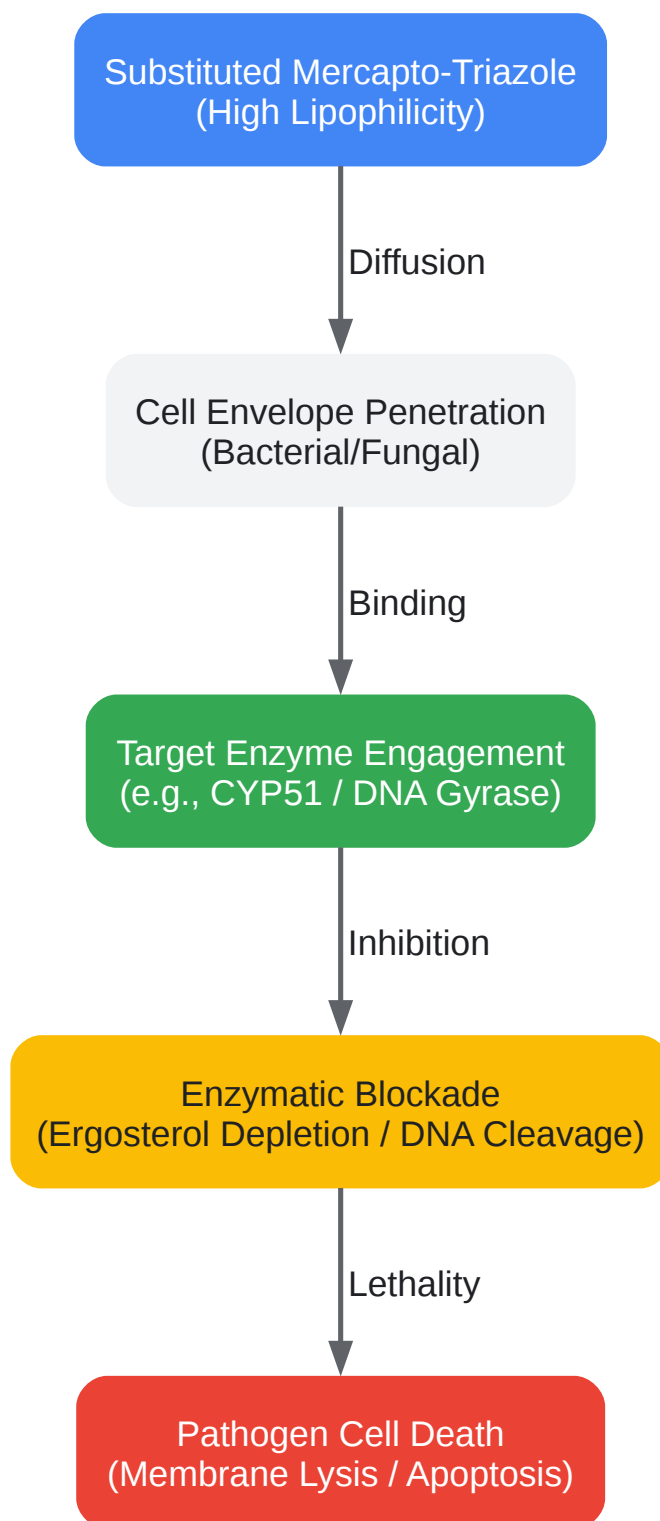 Substituted Mercapto-Triazole
(High Lipophilicity)
Diffusion
Cell Envelope Penetration
(Bacterial/Fungal)
Binding
Target Enzyme Engagement
(e.g., CYP51 / DNA Gyrase)
Inhibition
Enzymatic Blockade
(Ergosterol Depletion / DNA Cleavage)
Lethality
Pathogen Cell Death
(Membrane Lysis / Apoptosis)